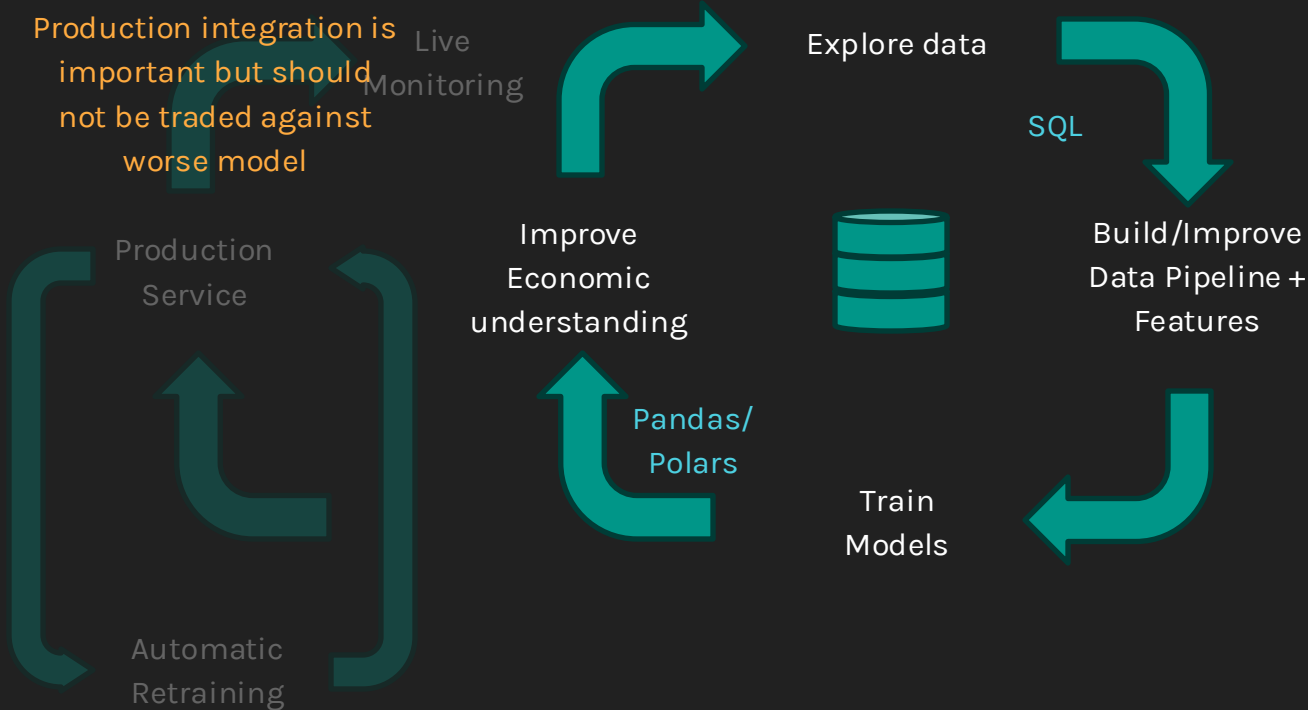 Production integration is
important but should
not be traded against
worse model
Live
Monitoring
Explore data
SQL
Production
Service
Improve
Economic
understanding
Build/Improve
Data Pipeline +
Features
Pandas/
Polars
Train
Models
Automatic
Retraining